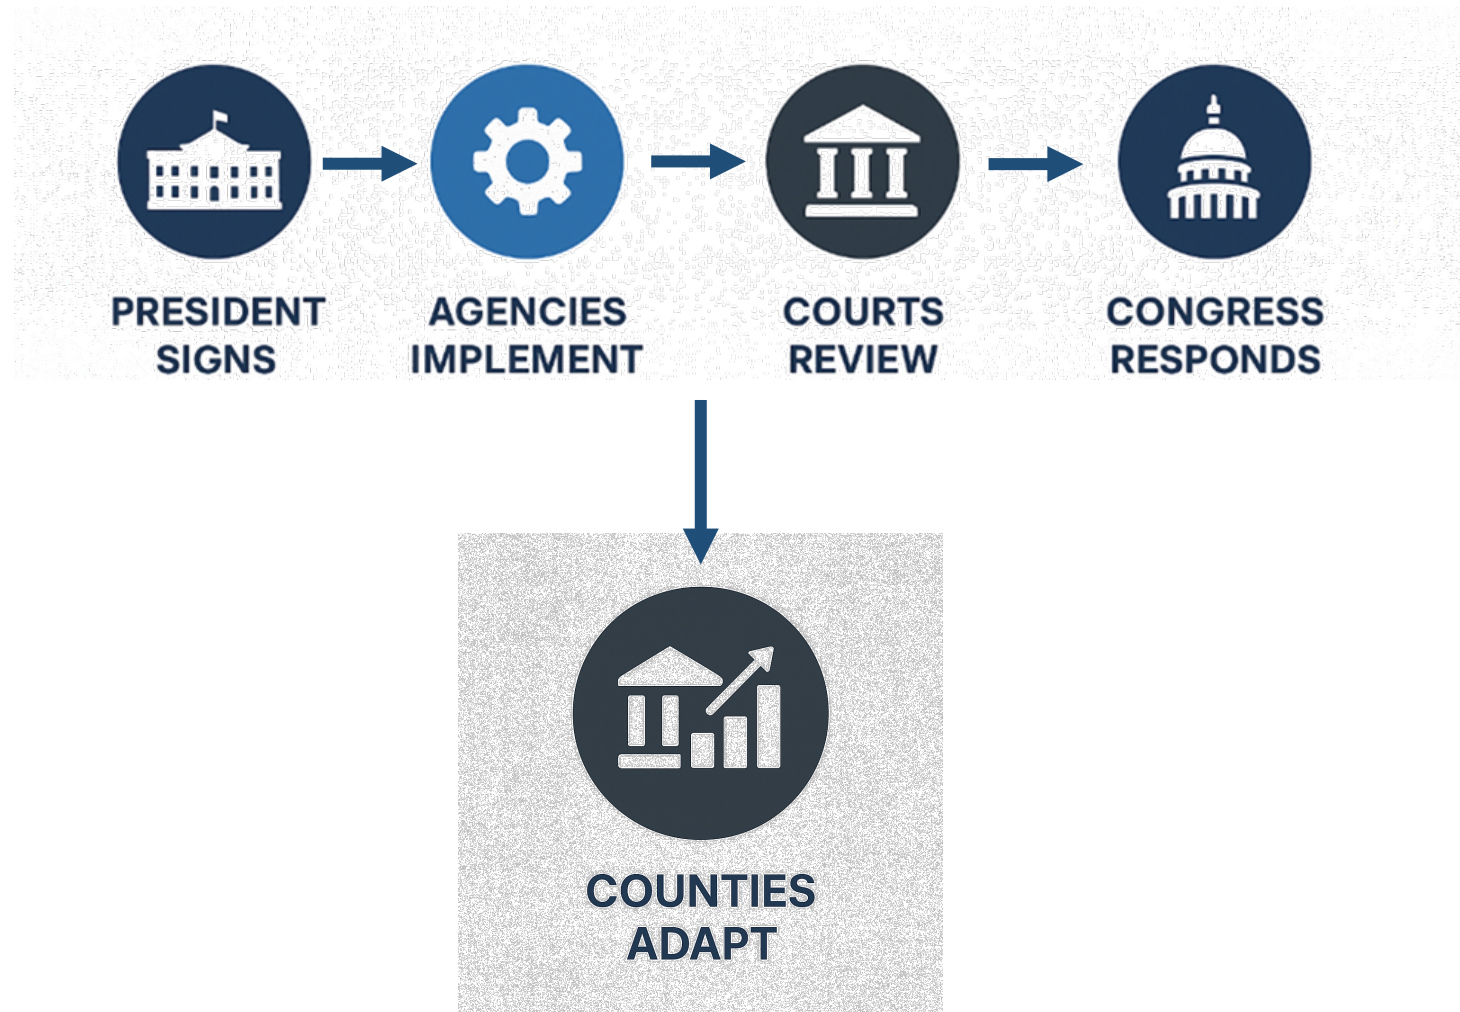 PRESIDENT
SIGNS
AGENCIES
IMPLEMENT
COURTS
REVIEW
CONGRESS
RESPONDS
COUNTIES
ADAPT